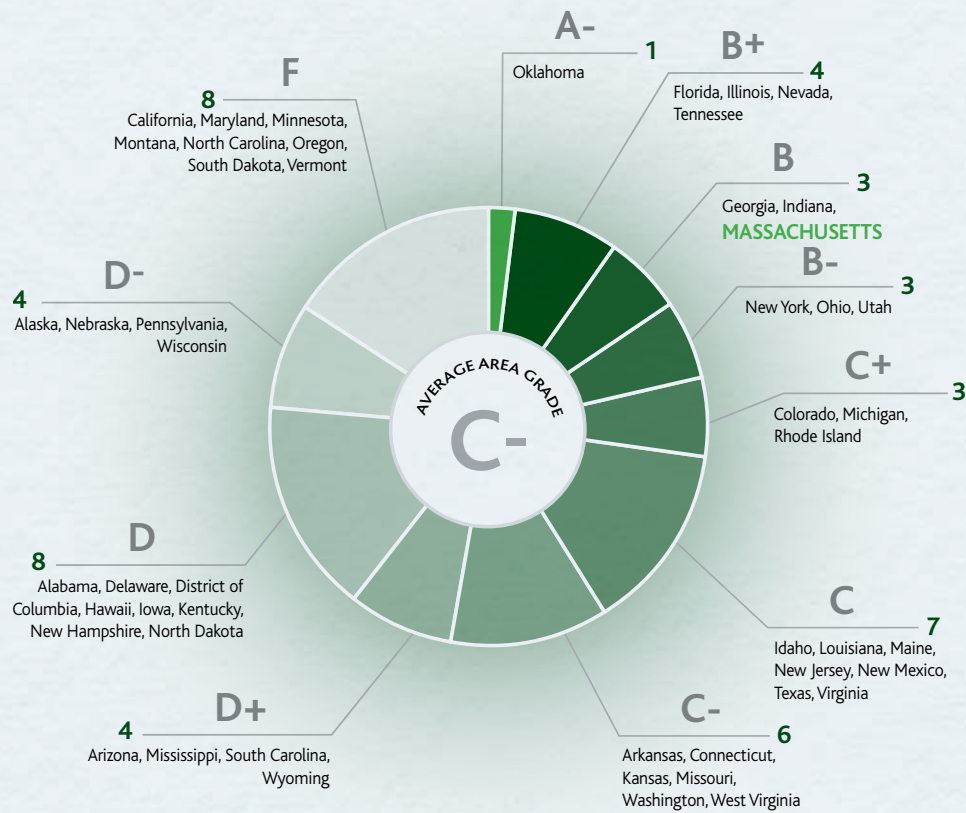 A-
1
Oklahoma
B+
4
Florida, Illinois, Nevada,
Tennessee
B
3
Georgia, Indiana,
MASSACHUSETTS
B-
3
New York, Ohio, Utah
C+
3
Colorado, Michigan,
Rhode Island
C
7
Idaho, Louisiana, Maine,
New Jersey, New Mexico,
Texas, Virginia
C-
6
Arkansas, Connecticut,
Kansas, Missouri,
Washington, West Virginia
D+
4
Arizona, Mississippi, South Carolina,
Wyoming
D
8
Alabama, Delaware, District of
Columbia, Hawaii, Iowa, Kentucky,
New Hampshire, North Dakota
D-
4
Alaska, Nebraska, Pennsylvania,
Wisconsin
F
8
California, Maryland, Minnesota,
Montana, North Carolina, Oregon,
South Dakota, Vermont
AVERAGE AREA GRADE
C-